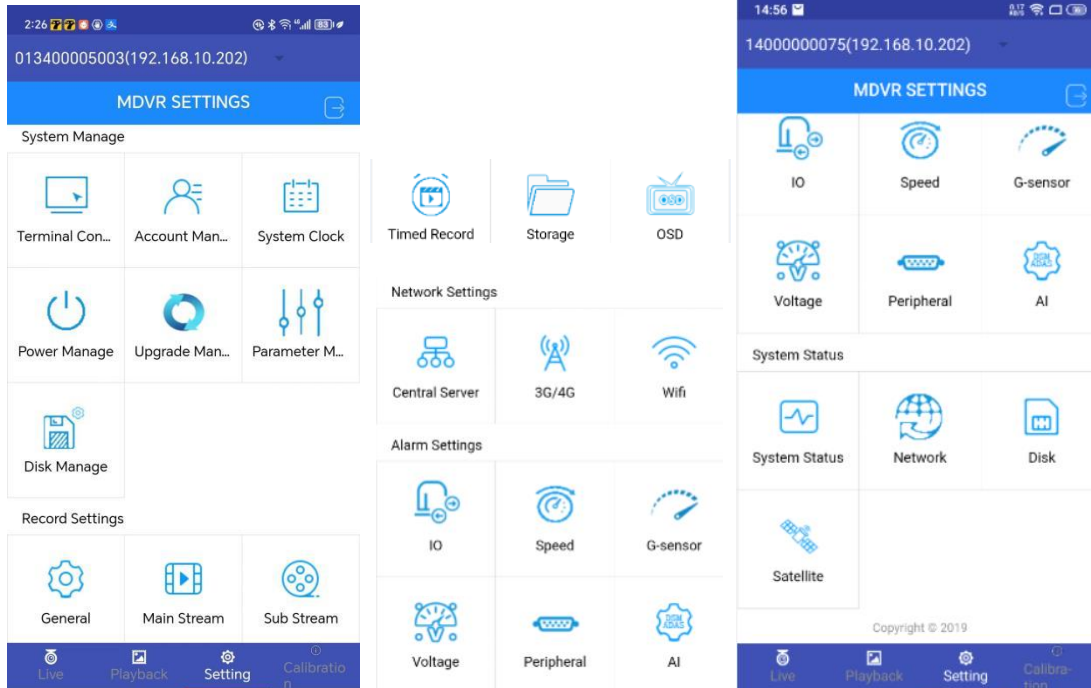 2:26
83
013400005003(192.168.10.202)
MDVR SETTINGS
System Manage
Terminal Con... Account Man... System Clock
Power Manage Upgrade Man... Parameter M...
Disk Manage
Record Settings
General Main Stream Sub Stream
Live Playback Setting Calibratio
n
Timed Record Storage OSD
Network Settings
Central Server 3G/4G Wifi
Alarm Settings
IO Speed G-sensor
Voltage Peripheral AI
14:56
14000000075(192.168.10.202)
MDVR SETTINGS
IO Speed G-sensor
Voltage Peripheral AI
System Status
System Status Network Disk
Satellite
Copyright © 2019
Live Playback Setting Calibra-
tion